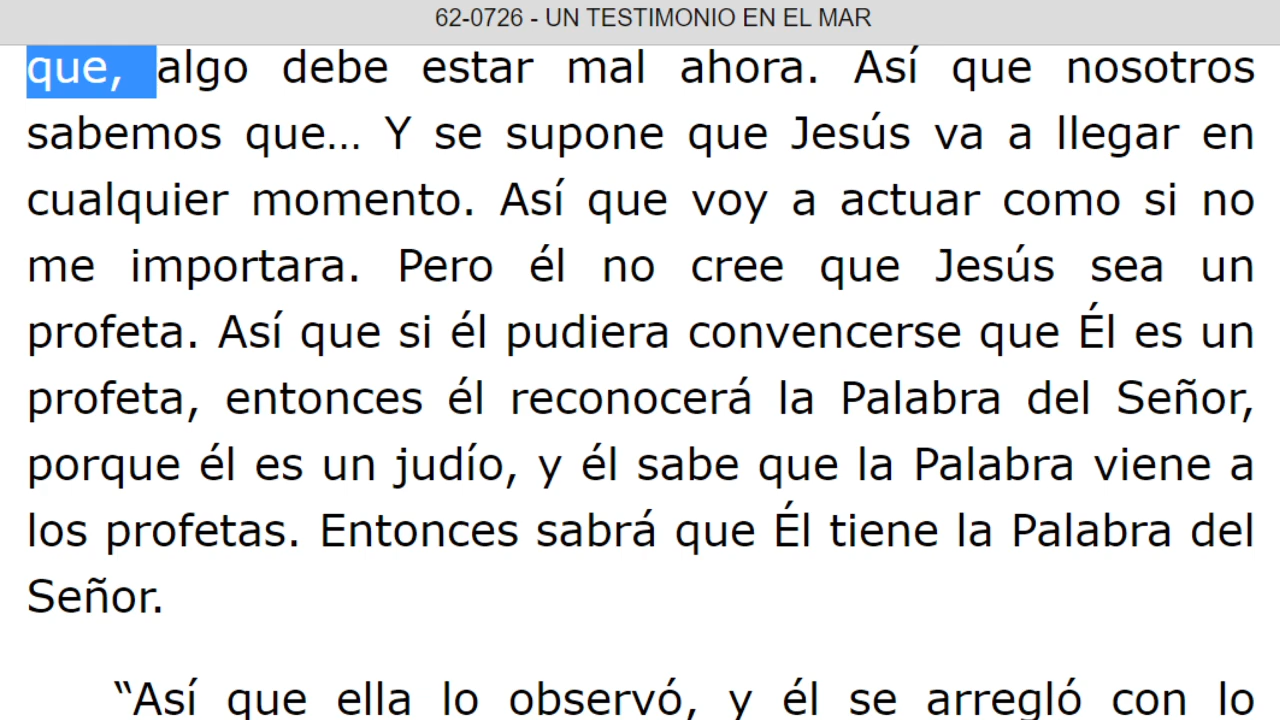 62-0726 - UN TESTIMONIO EN EL MAR
que, algo debe estar mal ahora. Así que nosotros
sabemos que… Y se supone que Jesús va a llegar en
cualquier momento. Así que voy a actuar como si no
me importara. Pero él no cree que Jesús sea un
profeta. Así que si él pudiera convencerse que Él es un
profeta, entonces él reconocerá la Palabra del Señor,
porque él es un judío, y él sabe que la Palabra viene a
los profetas. Entonces sabrá que Él tiene la Palabra del
Señor.
“Así que ella lo observó, y él se arregló con lo